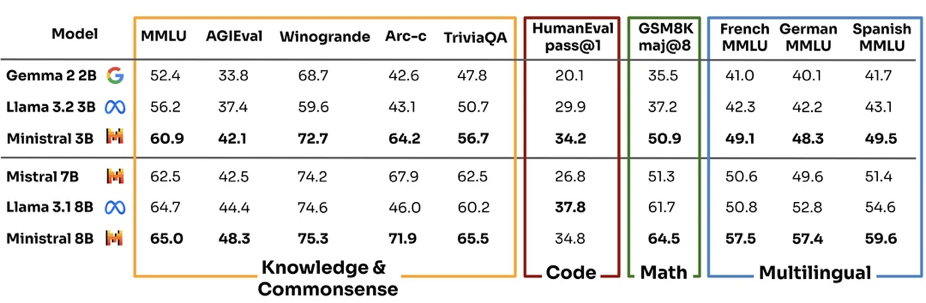 Model MMLU AGIEval Winogrande Arc-c TriviaQA HumanEval pass@1 GSM8K maj@8 French MMLU German MMLU Spanish MMLU
Gemma 2 2B 52.4 33.8 68.7 42.6 47.8 20.1 35.5 41.0 40.1 41.7
Llama 3.2 3B 56.2 37.4 59.6 43.1 50.7 29.9 37.2 42.3 42.2 43.1
Ministral 3B 60.9 42.1 72.7 64.2 56.7 34.2 50.9 49.1 48.3 49.5
Mistral 7B 62.5 42.5 74.2 67.9 62.5 26.8 51.3 50.6 49.6 51.4
Llama 3.1 8B 64.7 44.4 74.6 46.0 60.2 37.8 61.7 50.8 52.8 54.6
Ministral 8B 65.0 48.3 75.3 71.9 65.5 34.8 64.5 57.5 57.4 59.6
Knowledge & Commonsense Code Math Multilingual